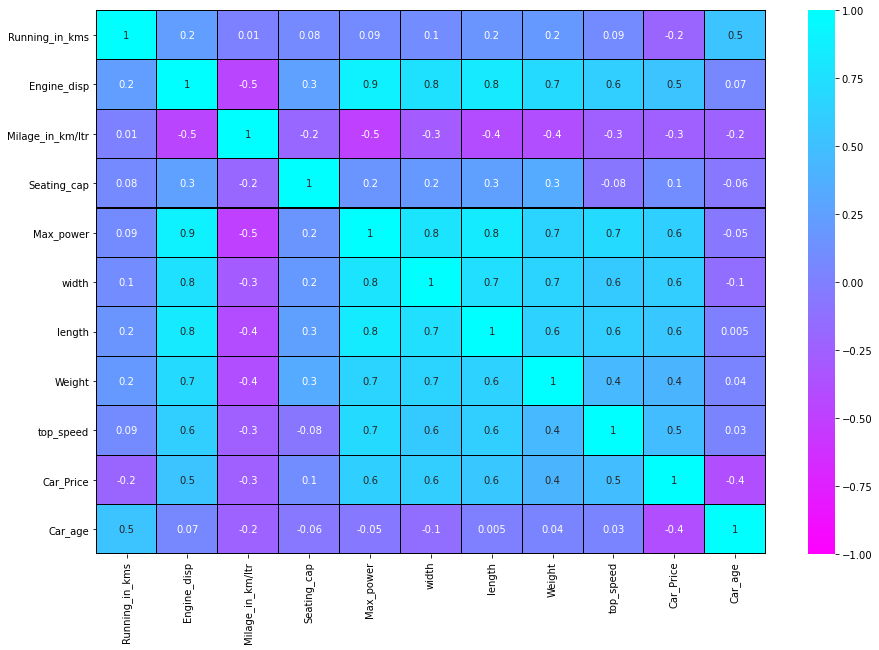 Running_in_kms 1 0.2 0.01 0.08 0.09 0.1 0.2 0.2 0.09 -0.2 0.5
Engine_disp 0.2 1 -0.5 0.3 0.9 0.8 0.8 0.7 0.6 0.5 0.07
Milage_in_km/ltr 0.01 -0.5 1 -0.2 -0.5 -0.3 -0.4 -0.4 -0.3 -0.3 -0.2
Seating_cap 0.08 0.3 -0.2 1 0.2 0.2 0.3 0.3 -0.08 0.1 -0.06
Max_power 0.09 0.9 -0.5 0.2 1 0.8 0.8 0.7 0.7 0.6 -0.05
width 0.1 0.8 -0.3 0.2 0.8 1 0.7 0.7 0.6 0.6 -0.1
length 0.2 0.8 -0.4 0.3 0.8 0.7 1 0.6 0.6 0.6 0.005
Weight 0.2 0.7 -0.4 0.3 0.7 0.7 0.6 1 0.4 0.4 0.04
top_speed 0.09 0.6 -0.3 -0.08 0.7 0.6 0.6 0.4 1 0.5 0.03
Car_Price -0.2 0.5 -0.3 0.1 0.6 0.6 0.6 0.4 0.5 1 -0.4
Car_age 0.5 0.07 -0.2 -0.06 -0.05 -0.1 0.005 0.04 0.03 -0.4 1
Running_in_kms
Engine_disp
Milage_in_km/ltr
Seating_cap
Max_power
width
length
Weight
top_speed
Car_Price
Car_age
1.00
0.75
0.50
0.25
0.00
−0.25
−0.50
−0.75
−1.00